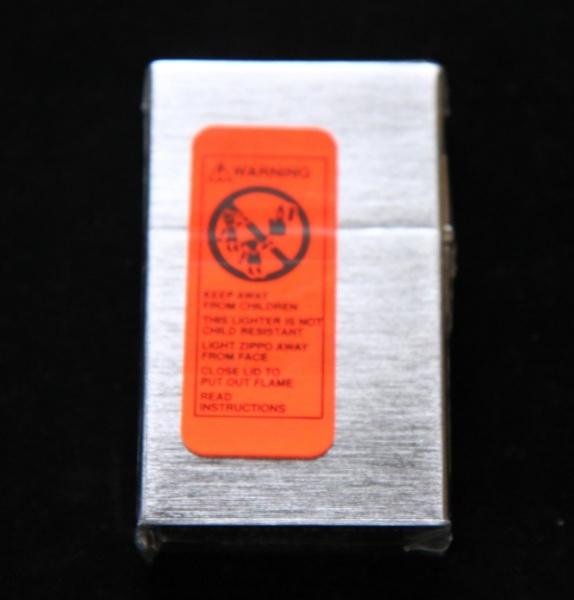 WARNING
KEEP AWAY
FROM CHILDREN
THIS LIGHTER IS NOT
CHILD RESISTANT
LIGHT ZIPPO AWAY
FROM FACE
CLOSE LID TO
PUT OUT FLAME
READ
INSTRUCTIONS